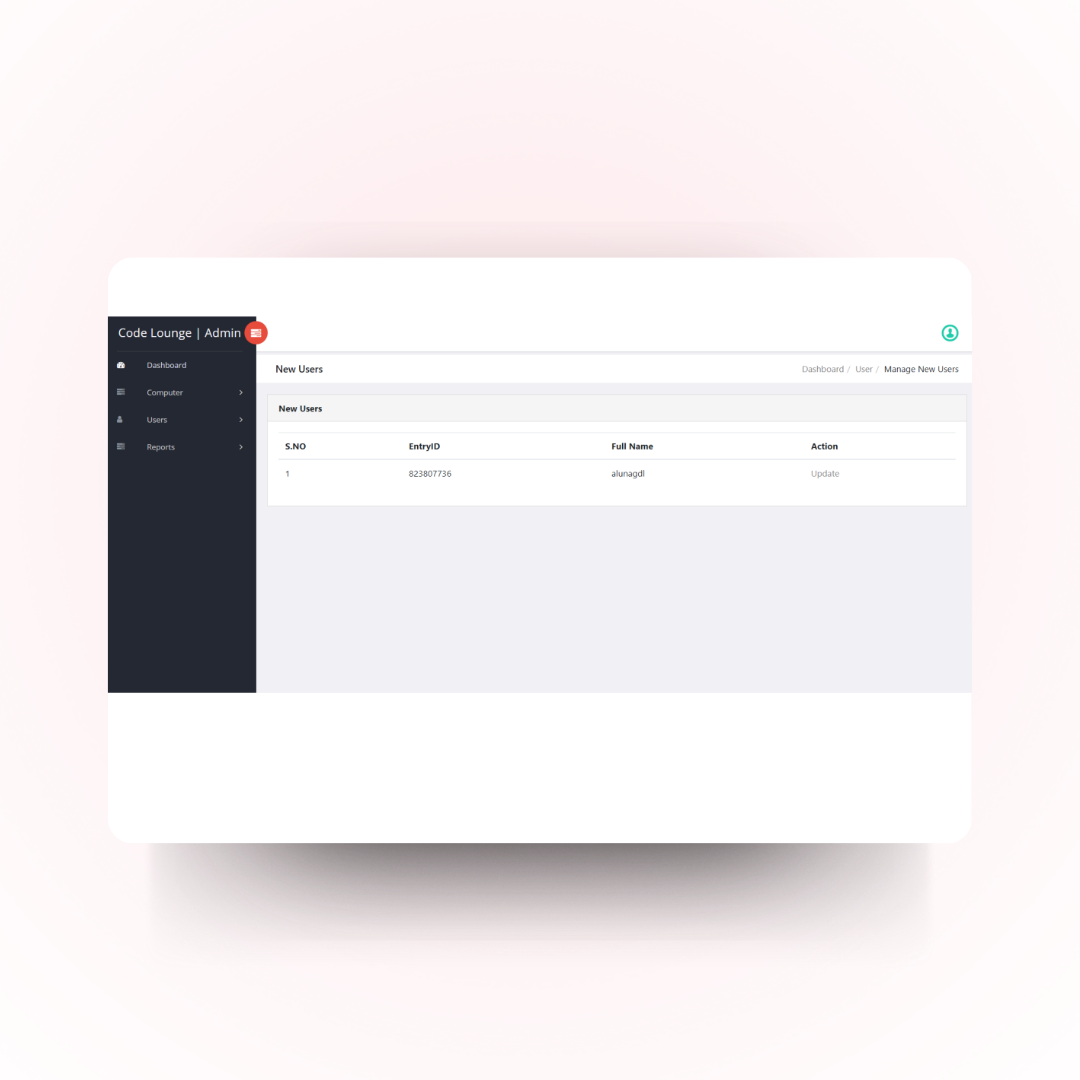 Code Lounge | Admin
Dashboard
Computer
Users
Reports
New Users
Dashboard / User / Manage New Users
New Users
S.NO EntryID Full Name Action
1 823807736 alunagdl Update